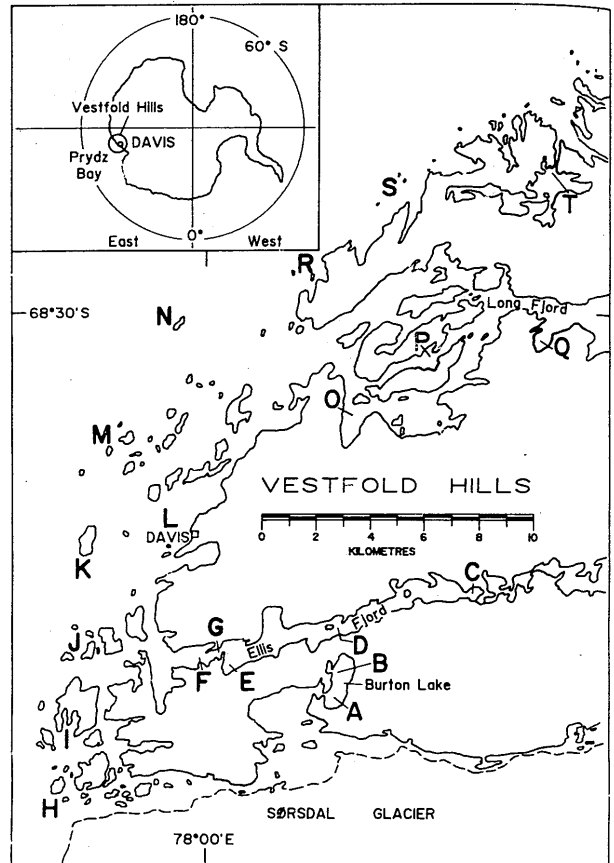 180°
60° S
Vestfold Hills
DAVIS
Prydz
Bay
0°
East
West
S
T
R
68°30'S
N
Long Fjord
P
Q
O
M
VESTFOLD HILLS
L
DAVIS
0 2 4 6 8 10
KILOMETRES
K
C
J
G
Ellis Fjord
D
F
E
B
Burton Lake
A
I
H
SØRSDAL GLACIER
78°00'E